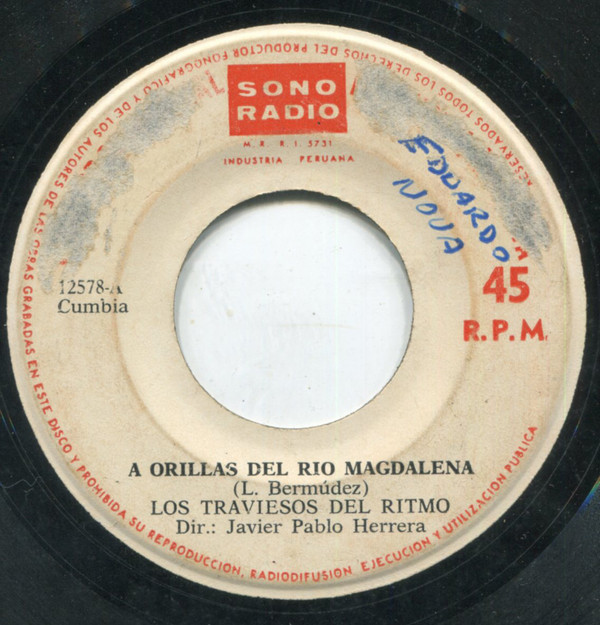 SONO
RADIO
M. R. R. I. 5731
INDUSTRIA PERUANA
EDUARDO
NOVA
12578-A
Cumbia
45
R.P.M.
A ORILLAS DEL RIO MAGDALENA
(L. Bermúdez)
LOS TRAVIESOS DEL RITMO
Dir.: Javier Pablo Herrera
RESERVADOS TODOS LOS DERECHOS DEL PRODUCTOR FONOGRAFICO Y DE LOS AUTORES DE LAS OBRAS GRABADAS EN ESTE DISCO Y PROHIBIDA SU REPRODUCCION, RADIODIFUSION EJECUCION Y UTILIZACION PUBLICA